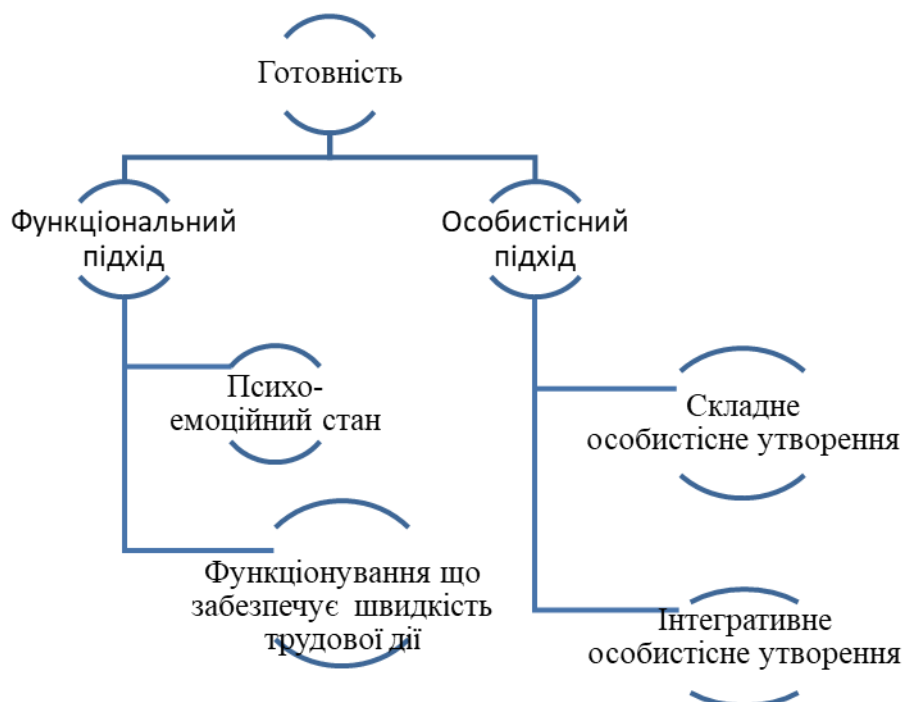 Готовність
Функціональний
підхід
Особистісний
підхід
Психо-
емоційний стан
Функціонування що
забезпечує швидкість
трудової дії
Складне
особистісне утворення
Інтегративне
особистісне утворення